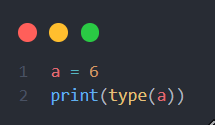 1 a = 6
2 print(type(a))